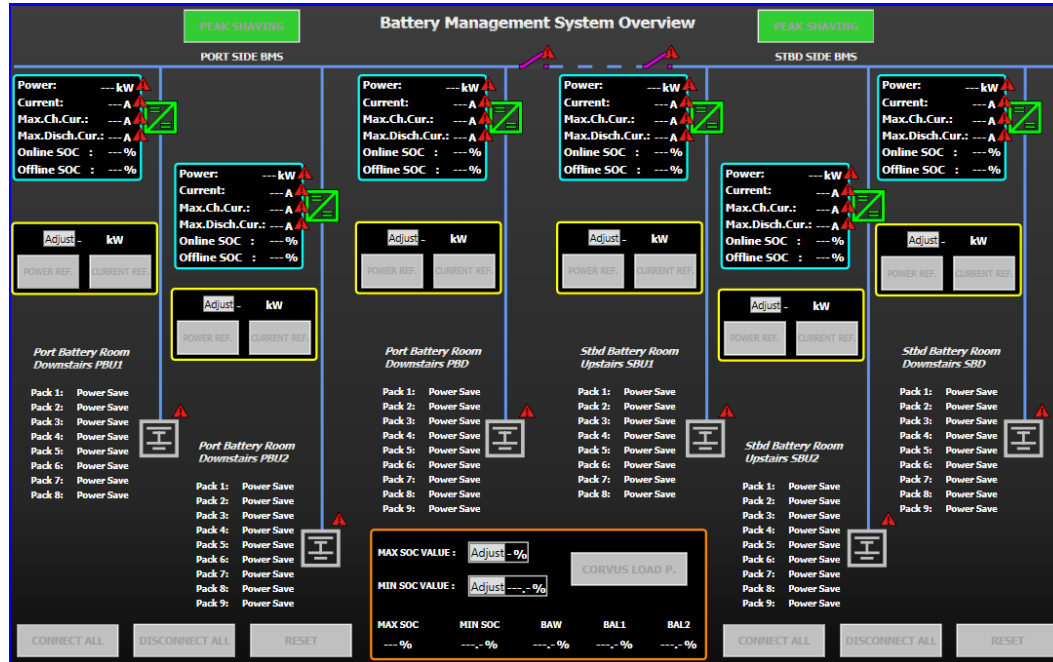 PEAK SHAVING
Battery Management System Overview
PEAK SHAVING
PORT SIDE BMS
STBD SIDE BMS
Power: ---kW
Current: ---A
Max.Ch.Cur.: ---A
Max.Disch.Cur.: ---A
Online SOC : ---%
Offline SOC : ---%
Adjust - kW
POWER REF. CURRENT REF.
Port Battery Room
Downstairs PBU1
Pack 1: Power Save
Pack 2: Power Save
Pack 3: Power Save
Pack 4: Power Save
Pack 5: Power Save
Pack 6: Power Save
Pack 7: Power Save
Pack 8: Power Save
Power: ---kW
Current: ---A
Max.Ch.Cur.: ---A
Max.Disch.Cur.: ---A
Online SOC : ---%
Offline SOC : ---%
Adjust - kW
POWER REF. CURRENT REF.
Port Battery Room
Downstairs PBU2
Pack 1: Power Save
Pack 2: Power Save
Pack 3: Power Save
Pack 4: Power Save
Pack 5: Power Save
Pack 6: Power Save
Pack 7: Power Save
Pack 8: Power Save
Pack 9: Power Save
Power: ---kW
Current: ---A
Max.Ch.Cur.: ---A
Max.Disch.Cur.: ---A
Online SOC : ---%
Offline SOC : ---%
Adjust - kW
POWER REF. CURRENT REF.
Port Battery Room
Downstairs PBD
Pack 1: Power Save
Pack 2: Power Save
Pack 3: Power Save
Pack 4: Power Save
Pack 5: Power Save
Pack 6: Power Save
Pack 7: Power Save
Pack 8: Power Save
Pack 9: Power Save
Power: ---kW
Current: ---A
Max.Ch.Cur.: ---A
Max.Disch.Cur.: ---A
Online SOC : ---%
Offline SOC : ---%
Adjust - kW
POWER REF. CURRENT REF.
Stbd Battery Room
Upstairs SBU1
Pack 1: Power Save
Pack 2: Power Save
Pack 3: Power Save
Pack 4: Power Save
Pack 5: Power Save
Pack 6: Power Save
Pack 7: Power Save
Pack 8: Power Save
Power: ---kW
Current: ---A
Max.Ch.Cur.: ---A
Max.Disch.Cur.: ---A
Online SOC : ---%
Offline SOC : ---%
Adjust - kW
POWER REF. CURRENT REF.
Stbd Battery Room
Upstairs SBU2
Pack 1: Power Save
Pack 2: Power Save
Pack 3: Power Save
Pack 4: Power Save
Pack 5: Power Save
Pack 6: Power Save
Pack 7: Power Save
Pack 8: Power Save
Pack 9: Power Save
Power: ---kW
Current: ---A
Max.Ch.Cur.: ---A
Max.Disch.Cur.: ---A
Online SOC : ---%
Offline SOC : ---%
Adjust - kW
POWER REF. CURRENT REF.
Stbd Battery Room
Downstairs SBD
Pack 1: Power Save
Pack 2: Power Save
Pack 3: Power Save
Pack 4: Power Save
Pack 5: Power Save
Pack 6: Power Save
Pack 7: Power Save
Pack 8: Power Save
Pack 9: Power Save
MAX SOC VALUE : Adjust -%
MIN SOC VALUE : Adjust ---.-%
CORVUS LOAD P.
MAX SOC MIN SOC BAW BAL1 BAL2
---% ---.-% ---.-% ---.-% ---.-%
CONNECT ALL DISCONNECT ALL RESET
CONNECT ALL DISCONNECT ALL RESET